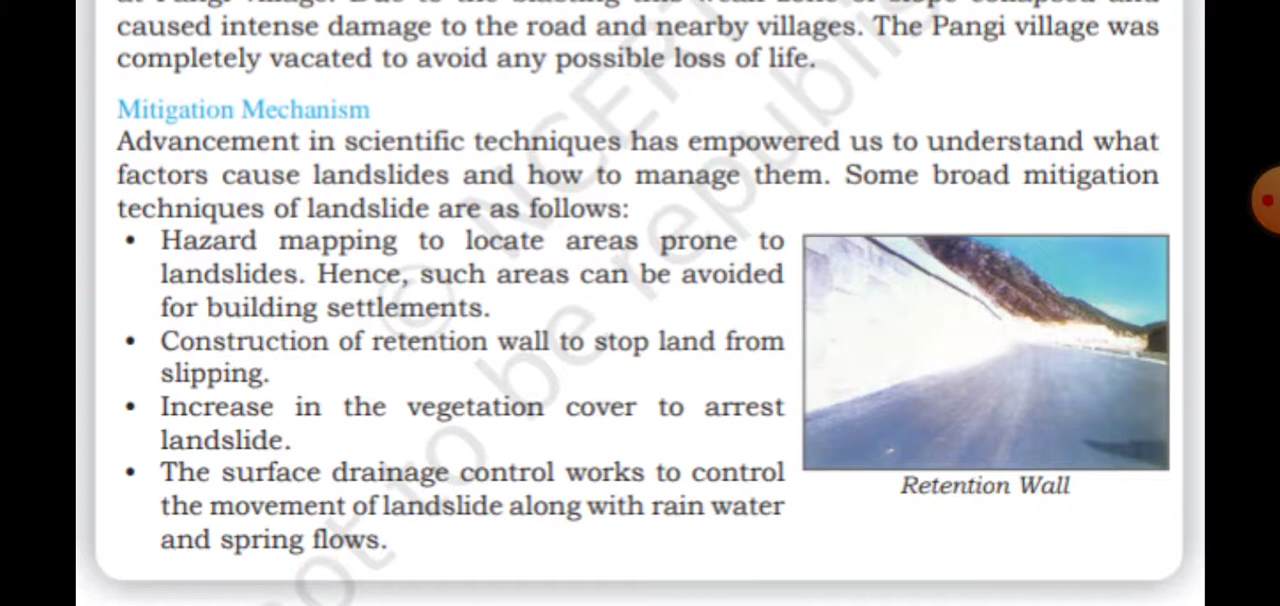 caused intense damage to the road and nearby villages. The Pangi village was
completely vacated to avoid any possible loss of life.
Mitigation Mechanism
Advancement in scientific techniques has empowered us to understand what
factors cause landslides and how to manage them. Some broad mitigation
techniques of landslide are as follows:
• Hazard mapping to locate areas prone to
landslides. Hence, such areas can be avoided
for building settlements.
• Construction of retention wall to stop land from
slipping.
• Increase in the vegetation cover to arrest
landslide.
• The surface drainage control works to control
the movement of landslide along with rain water
and spring flows.
Retention Wall
© NCERT
not to be republi